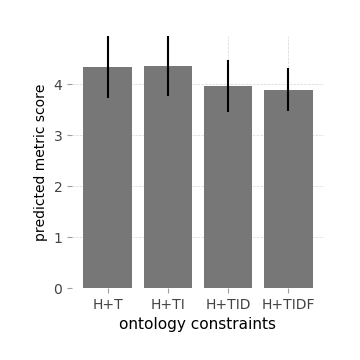 predicted metric score
4
3
2
1
0
H+T H+TI H+TID H+TIDF
ontology constraints